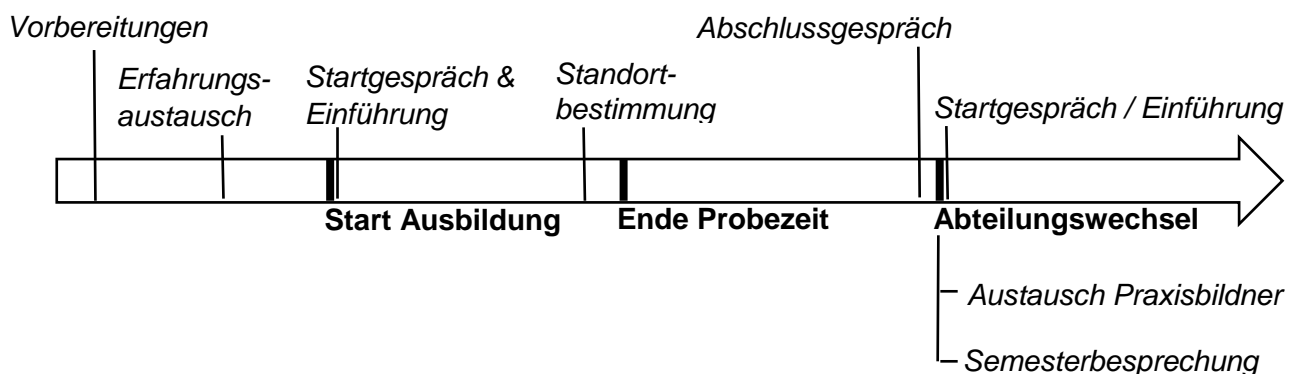 Vorbereitungen
Abschlussgespräch
Erfahrungs-
austausch
Startgespräch &
Einführung
Standort-
bestimmung
Startgespräch / Einführung
Start Ausbildung
Ende Probezeit
Abteilungswechsel
Austausch Praxisbildner
Semesterbesprechung